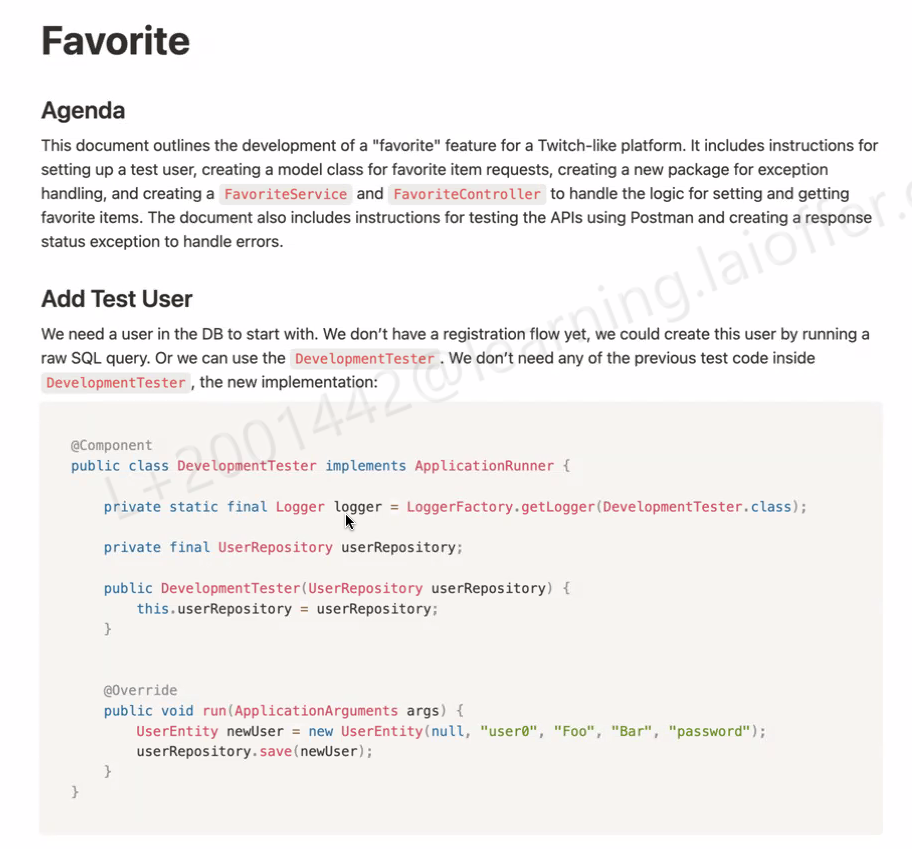 Favorite
Agenda
This document outlines the development of a "favorite" feature for a Twitch-like platform. It includes instructions for
setting up a test user, creating a model class for favorite item requests, creating a new package for exception
handling, and creating a FavoriteService and FavoriteController to handle the logic for setting and getting
favorite items. The document also includes instructions for testing the APIs using Postman and creating a response
status exception to handle errors.
Add Test User
We need a user in the DB to start with. We don’t have a registration flow yet, we could create this user by running a
raw SQL query. Or we can use the DevelopmentTester. We don’t need any of the previous test code inside
DevelopmentTester, the new implementation:
@Component
public class DevelopmentTester implements ApplicationRunner {
    private static final Logger logger = LoggerFactory.getLogger(DevelopmentTester.class);
    private final UserRepository userRepository;
    public DevelopmentTester(UserRepository userRepository) {
        this.userRepository = userRepository;
    }
    @Override
    public void run(ApplicationArguments args) {
        UserEntity newUser = new UserEntity(null, "user0", "Foo", "Bar", "password");
        userRepository.save(newUser);
    }
}
L+2001442@learning.laioffer.c